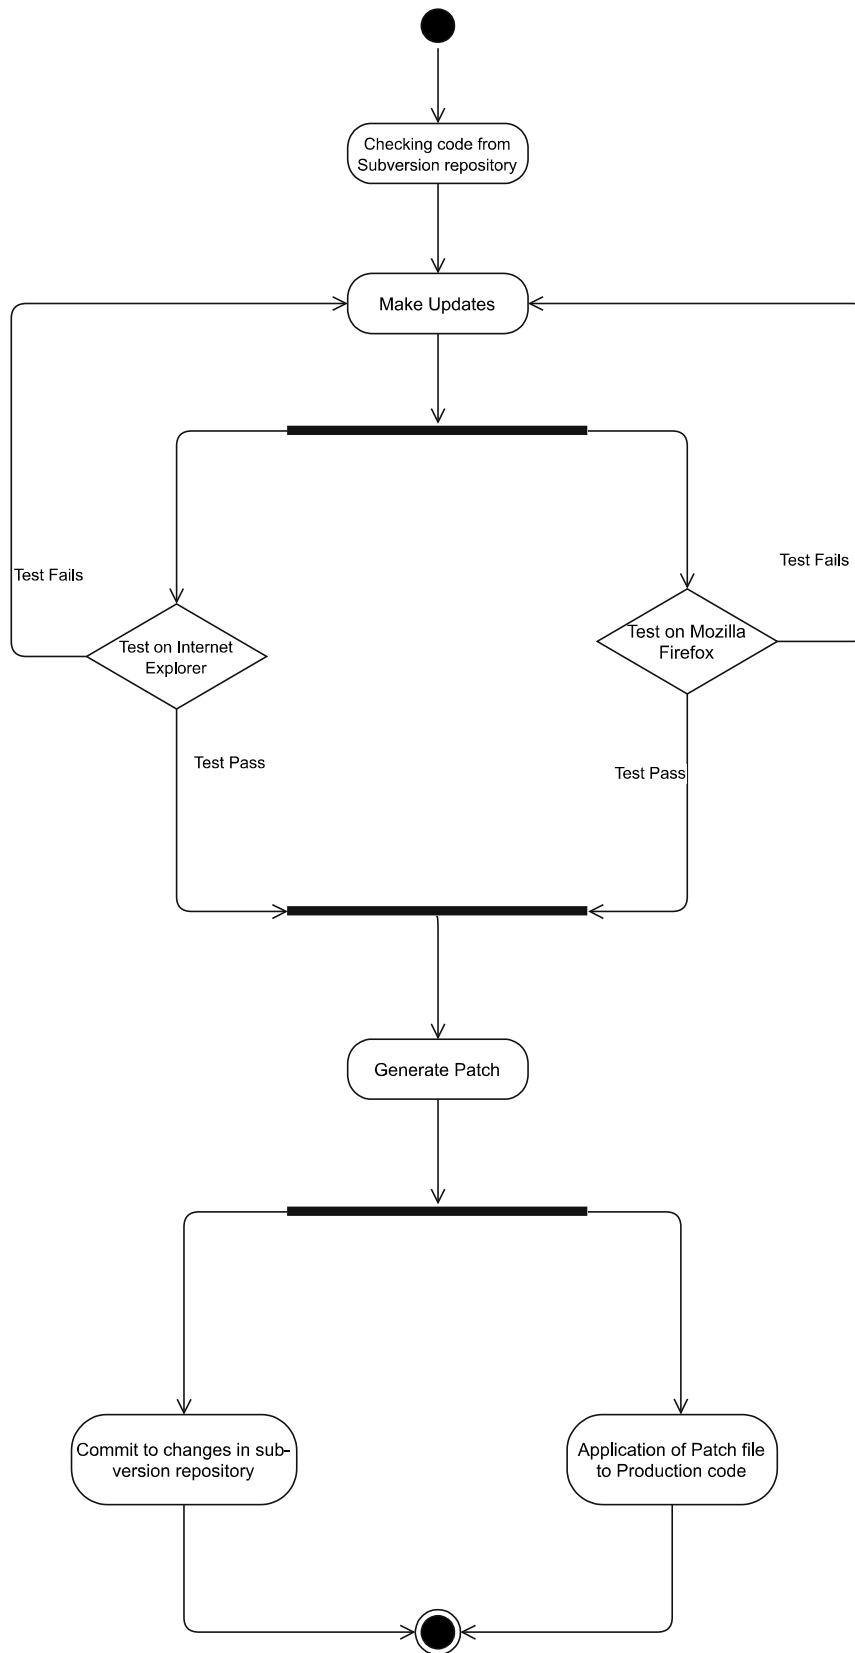 Checking code from
Subversion repository
Make Updates
Test Fails
Test Fails
Test on Internet
Explorer
Test on Mozilla
Firefox
Test Pass
Test Pass
Generate Patch
Commit to changes in sub-
version repository
Application of Patch file
to Production code